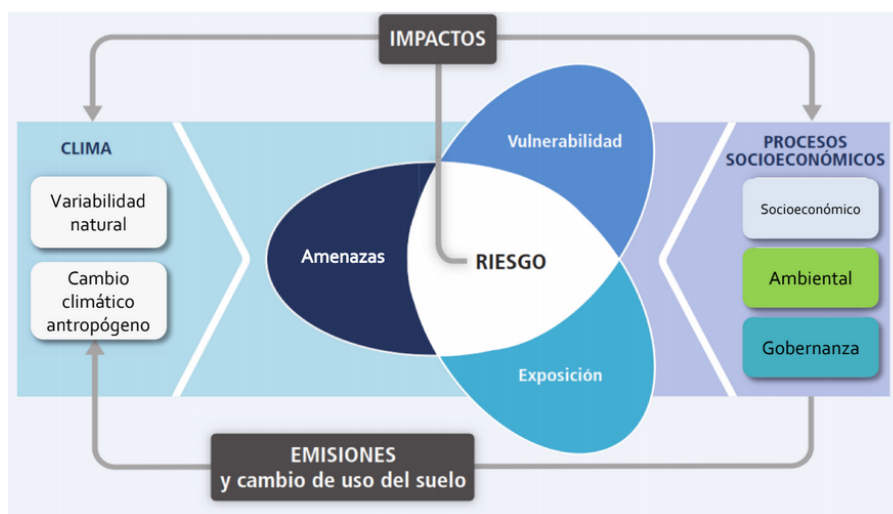 IMPACTOS
CLIMA
Variabilidad
natural
Cambio
climático
antropógeno
Amenazas
Vulnerabilidad
RIESGO
Exposición
PROCESOS
SOCIOECONÓMICOS
Socioeconómico
Ambiental
Gobernanza
EMISIONES
y cambio de uso del suelo